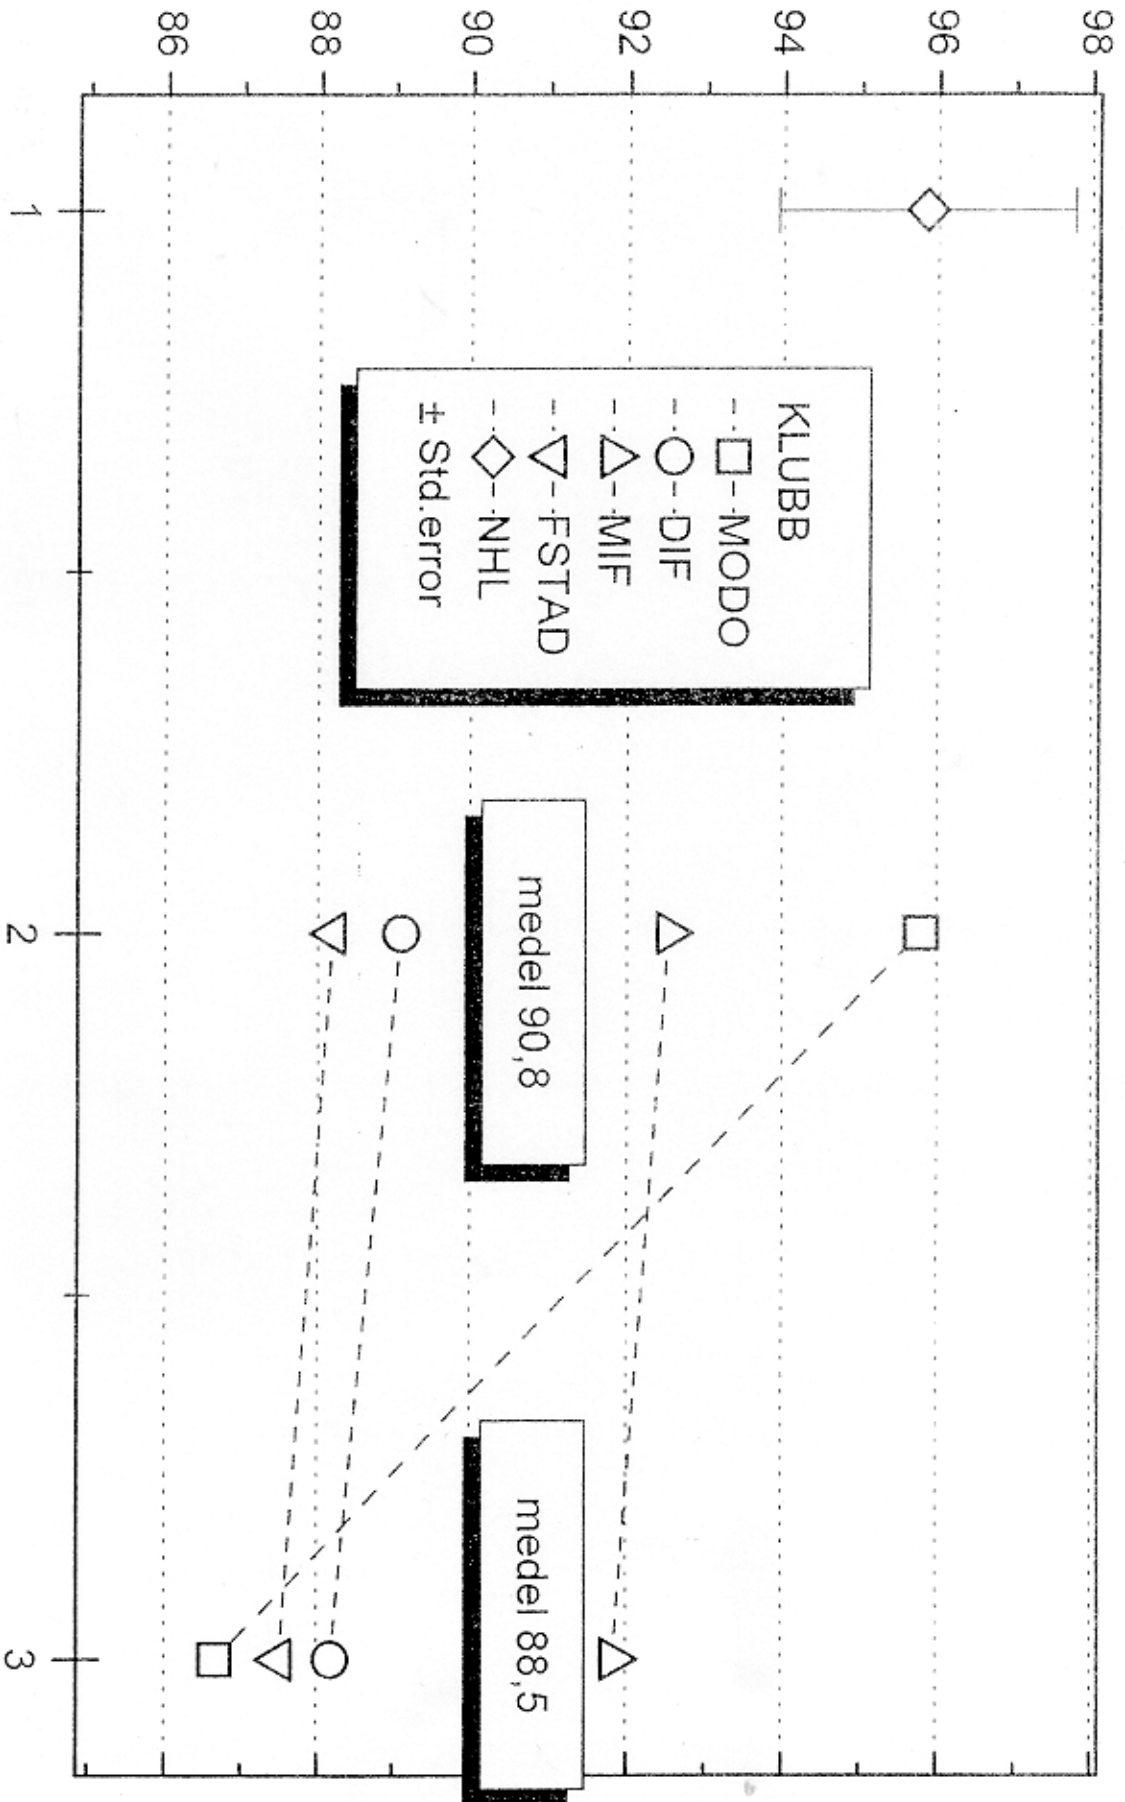 98
96
94
92
90
88
86
KLUBB
MODO
DIF
MIF
FSTAD
NHL
± Std.error
medel 90,8
medel 88,5
1
2
3